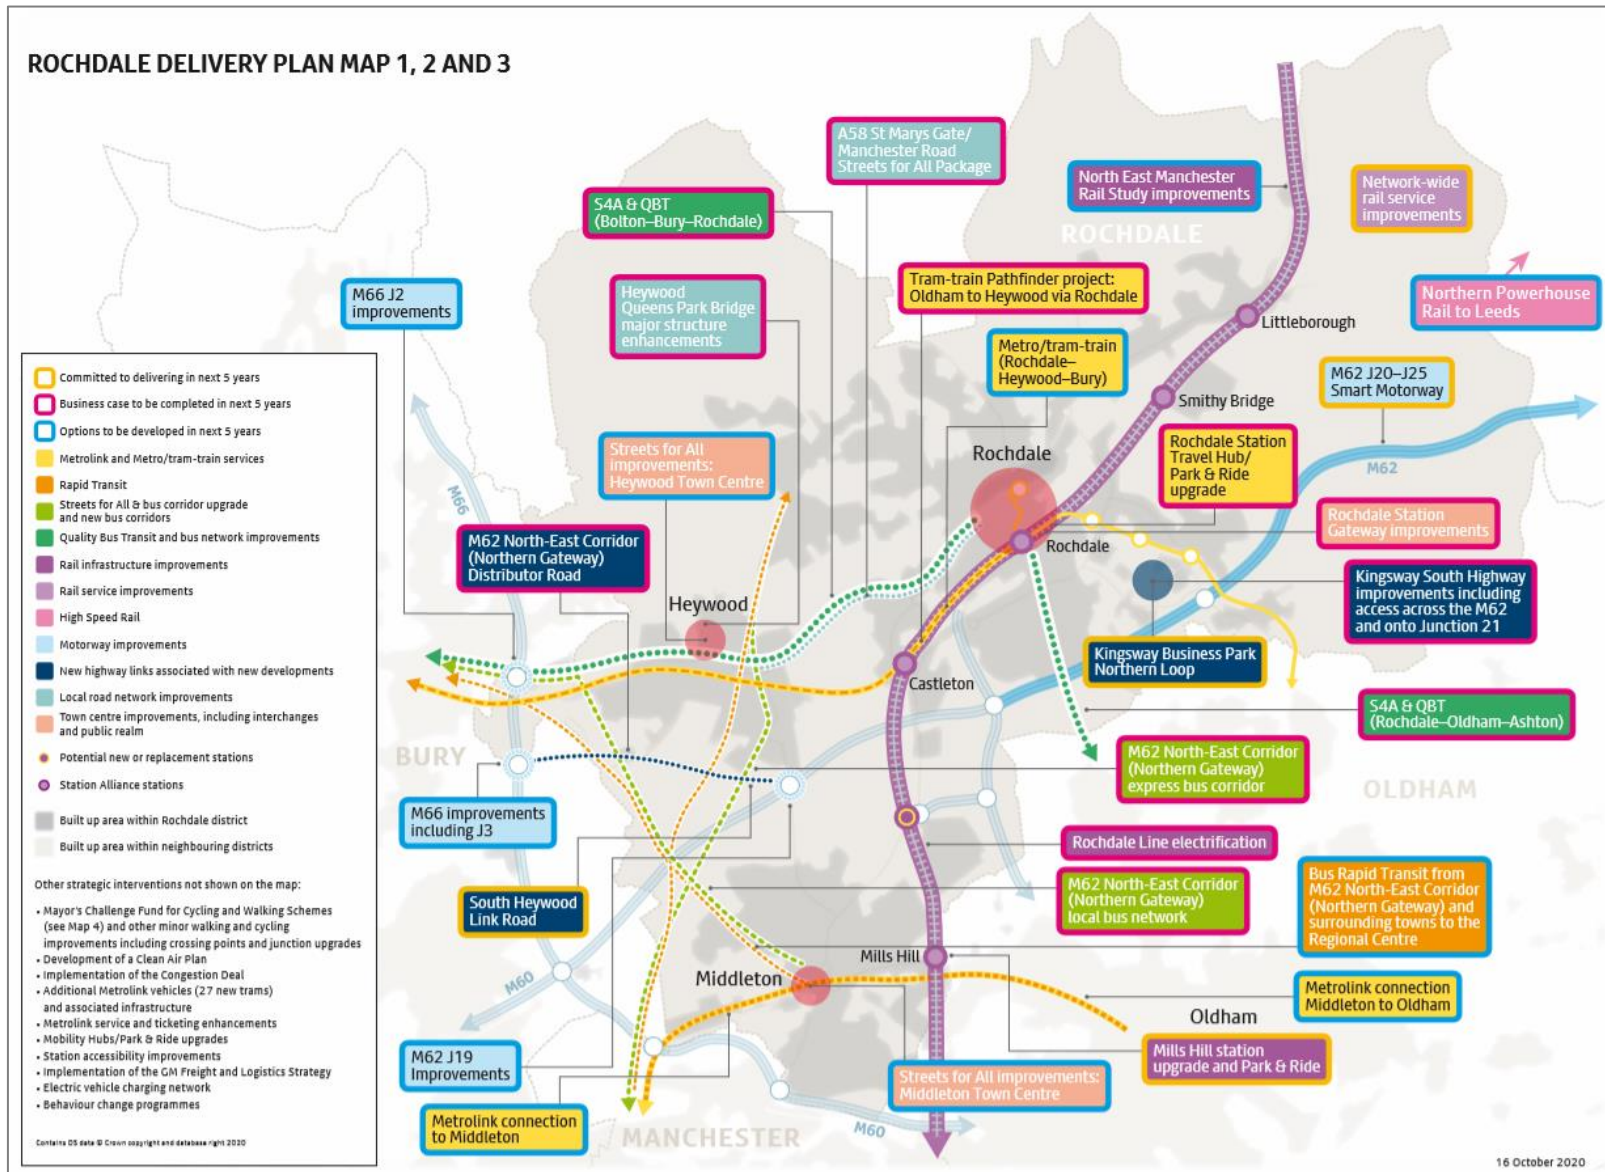 ROCHDALE DELIVERY PLAN MAP 1, 2 AND 3
A58 St Marys Gate/
Manchester Road
Streets for All Package
North East Manchester
Rail Study improvements
Network-wide
rail service
improvements
S4A & QBT
(Bolton–Bury–Rochdale)
ROCHDALE
M66 J2
improvements
Heywood
Queens Park Bridge
major structure
enhancements
Tram-train Pathfinder project:
Oldham to Heywood via Rochdale
Northern Powerhouse
Rail to Leeds
Littleborough
Metro/tram-train
(Rochdale–
Heywood–Bury)
M62 J20–J25
Smart Motorway
Smithy Bridge
Committed to delivering in next 5 years
Business case to be completed in next 5 years
Options to be developed in next 5 years
Metrolink and Metro/tram-train services
Rapid Transit
Streets for All & bus corridor upgrade
and new bus corridors
Quality Bus Transit and bus network improvements
Rail infrastructure improvements
Rail service improvements
High Speed Rail
Motorway improvements
New highway links associated with new developments
Local road network improvements
Town centre improvements, including interchanges
and public realm
Potential new or replacement stations
Station Alliance stations
Built up area within Rochdale district
Built up area within neighbouring districts
Other strategic interventions not shown on the map:
• Mayor's Challenge Fund for Cycling and Walking Schemes
(see Map 4) and other minor walking and cycling
improvements including crossing points and junction upgrades
• Development of a Clean Air Plan
• Implementation of the Congestion Deal
• Additional Metrolink vehicles (27 new trams)
and associated infrastructure
• Metrolink service and ticketing enhancements
• Mobility Hubs/Park & Ride upgrades
• Station accessibility improvements
• Implementation of the GM Freight and Logistics Strategy
• Electric vehicle charging network
• Behaviour change programmes
Contains OS data © Crown copyright and database right 2020
Streets for All
improvements:
Heywood Town Centre
Rochdale
Rochdale Station
Travel Hub/
Park & Ride
upgrade
M62
M66
M62 North-East Corridor
(Northern Gateway)
Distributor Road
Rochdale
Rochdale Station
Gateway improvements
Heywood
Kingsway South Highway
improvements including
access across the M62
and onto Junction 21
Kingsway Business Park
Northern Loop
Castleton
S4A & QBT
(Rochdale–Oldham–Ashton)
BURY
M62 North-East Corridor
(Northern Gateway)
express bus corridor
OLDHAM
M66 improvements
including J3
Rochdale Line electrification
South Heywood
Link Road
M62 North-East Corridor
(Northern Gateway)
local bus network
Bus Rapid Transit from
M62 North-East Corridor
(Northern Gateway) and
surrounding towns to the
Regional Centre
Mills Hill
Middleton
M60
Metrolink connection
Middleton to Oldham
Oldham
M62 J19
Improvements
Mills Hill station
upgrade and Park & Ride
Streets for All improvements:
Middleton Town Centre
Metrolink connection
to Middleton
MANCHESTER
M60
16 October 2020